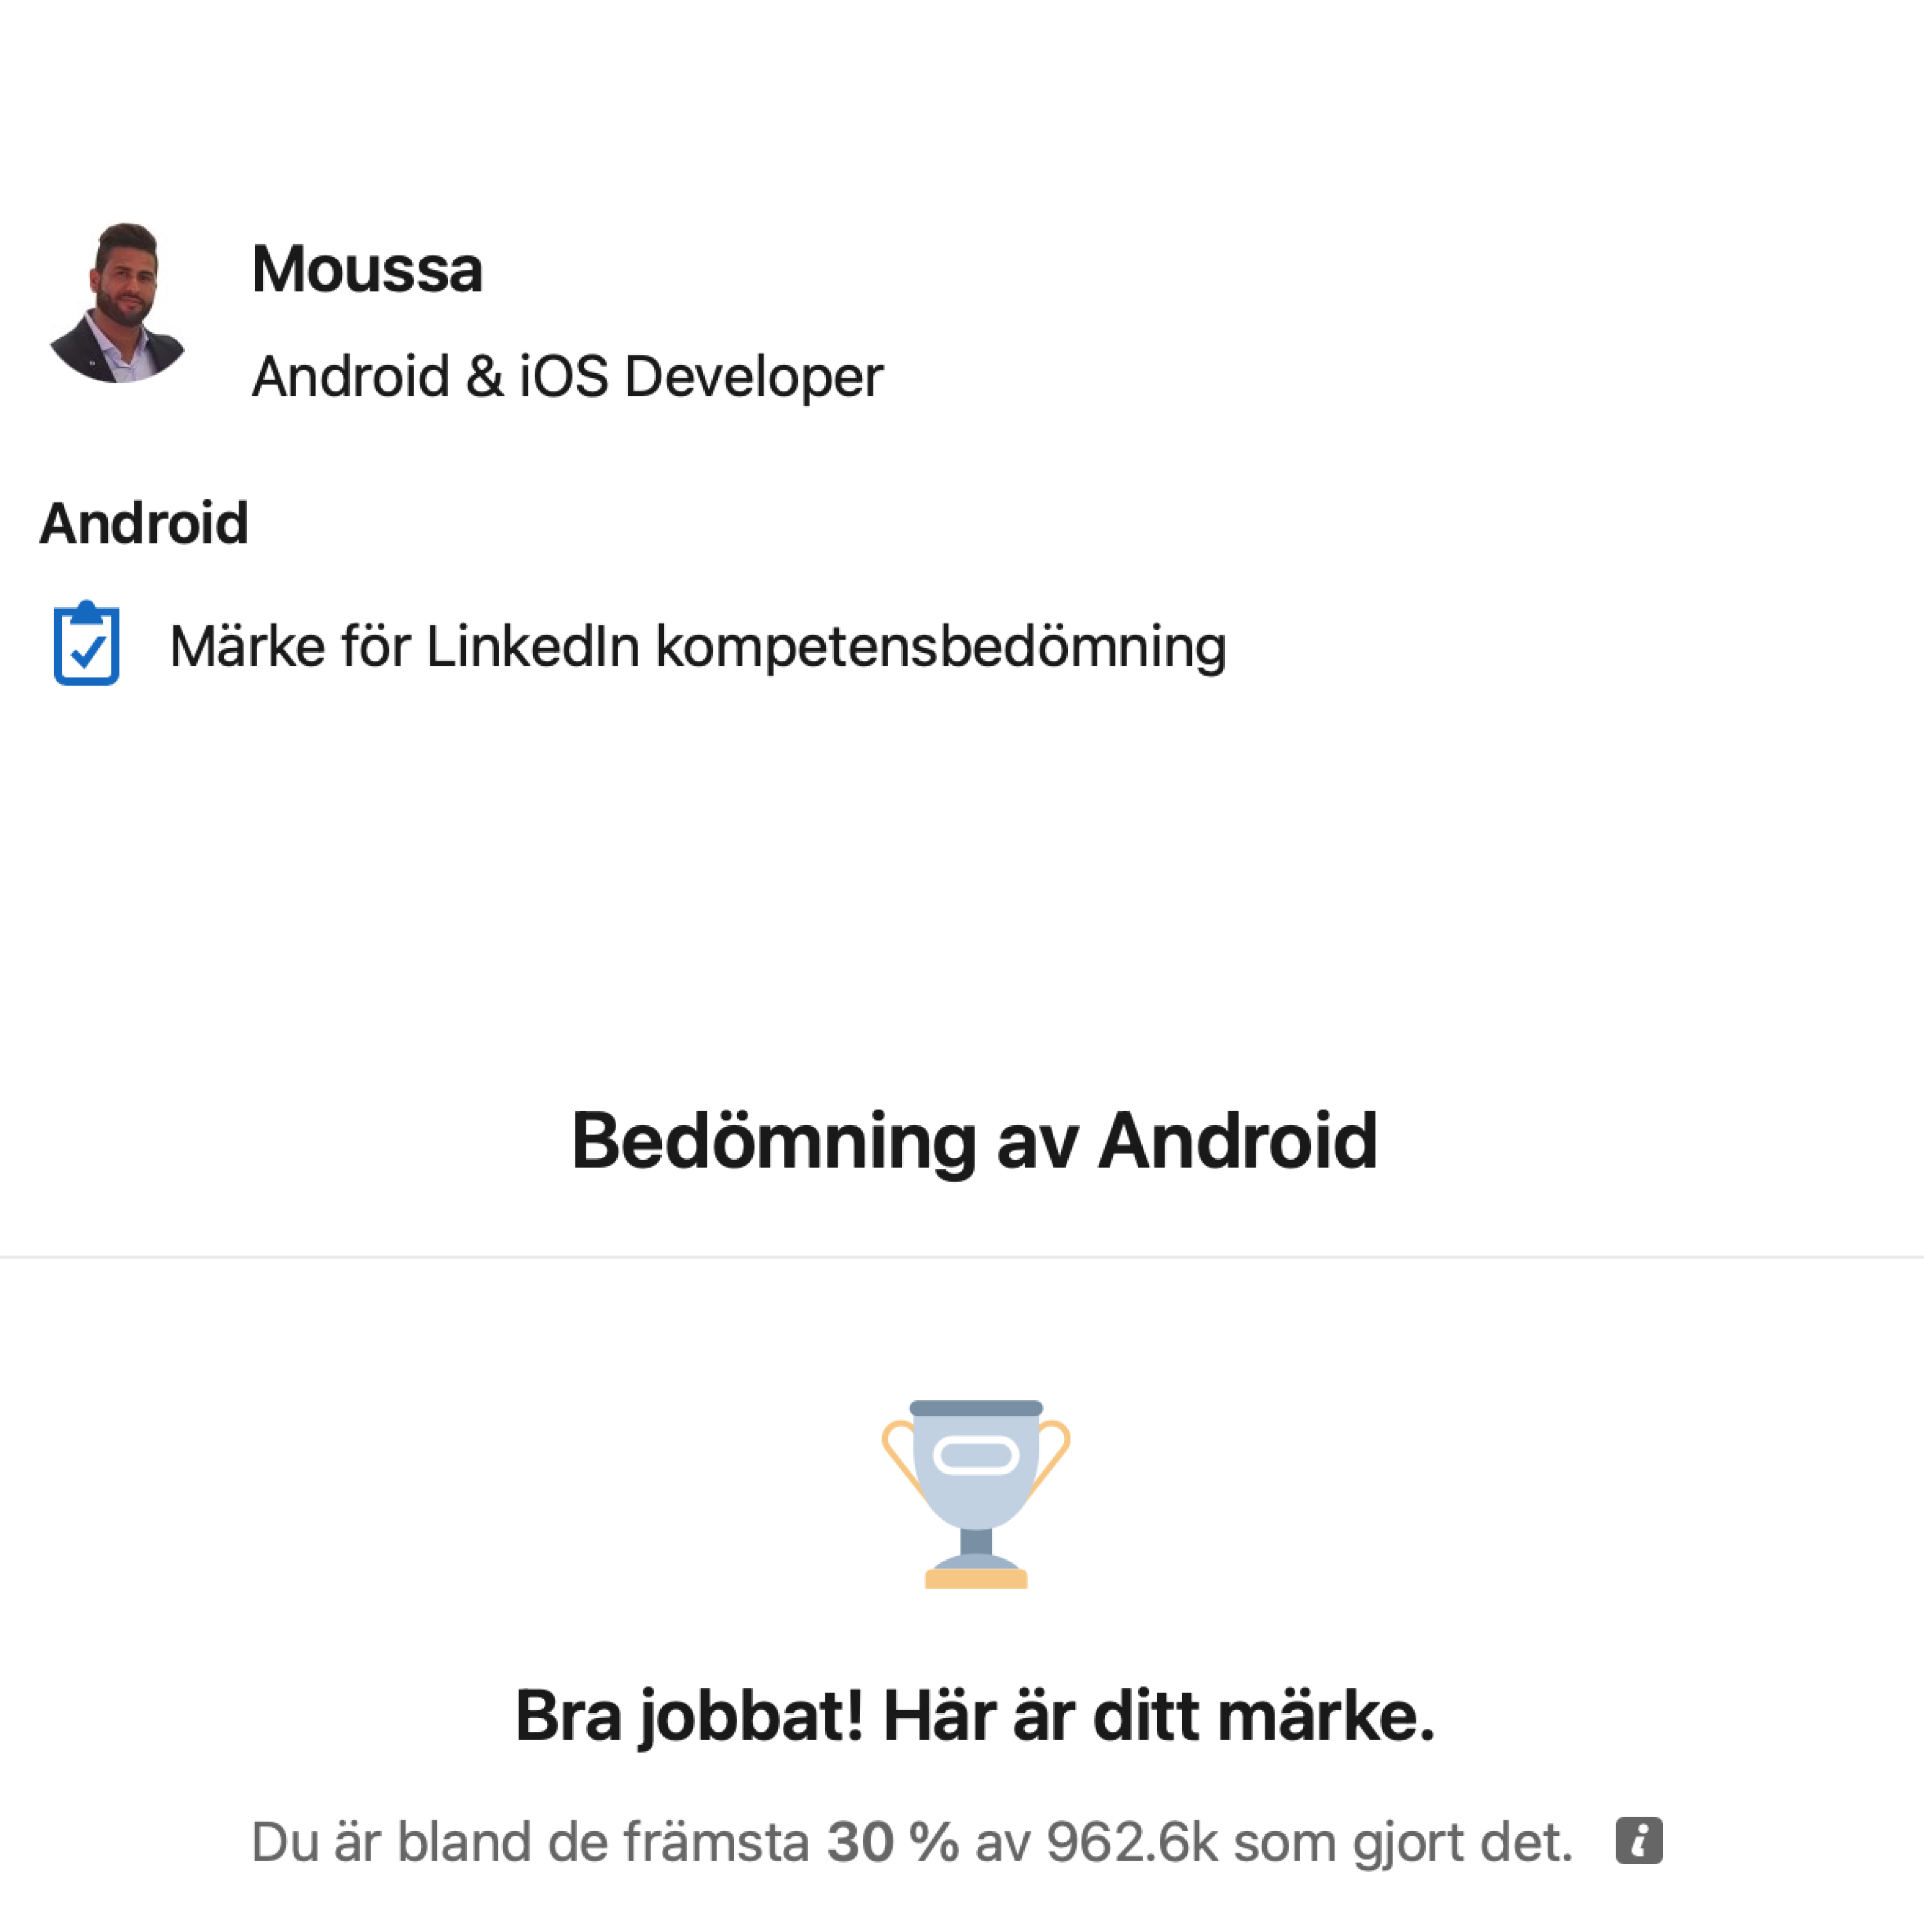 Moussa
Android & iOS Developer
Android
Märke för LinkedIn kompetensbedömning
Bedömning av Android
Bra jobbat! Här är ditt märke.
Du är bland de främsta 30 % av 962.6k som gjort det.